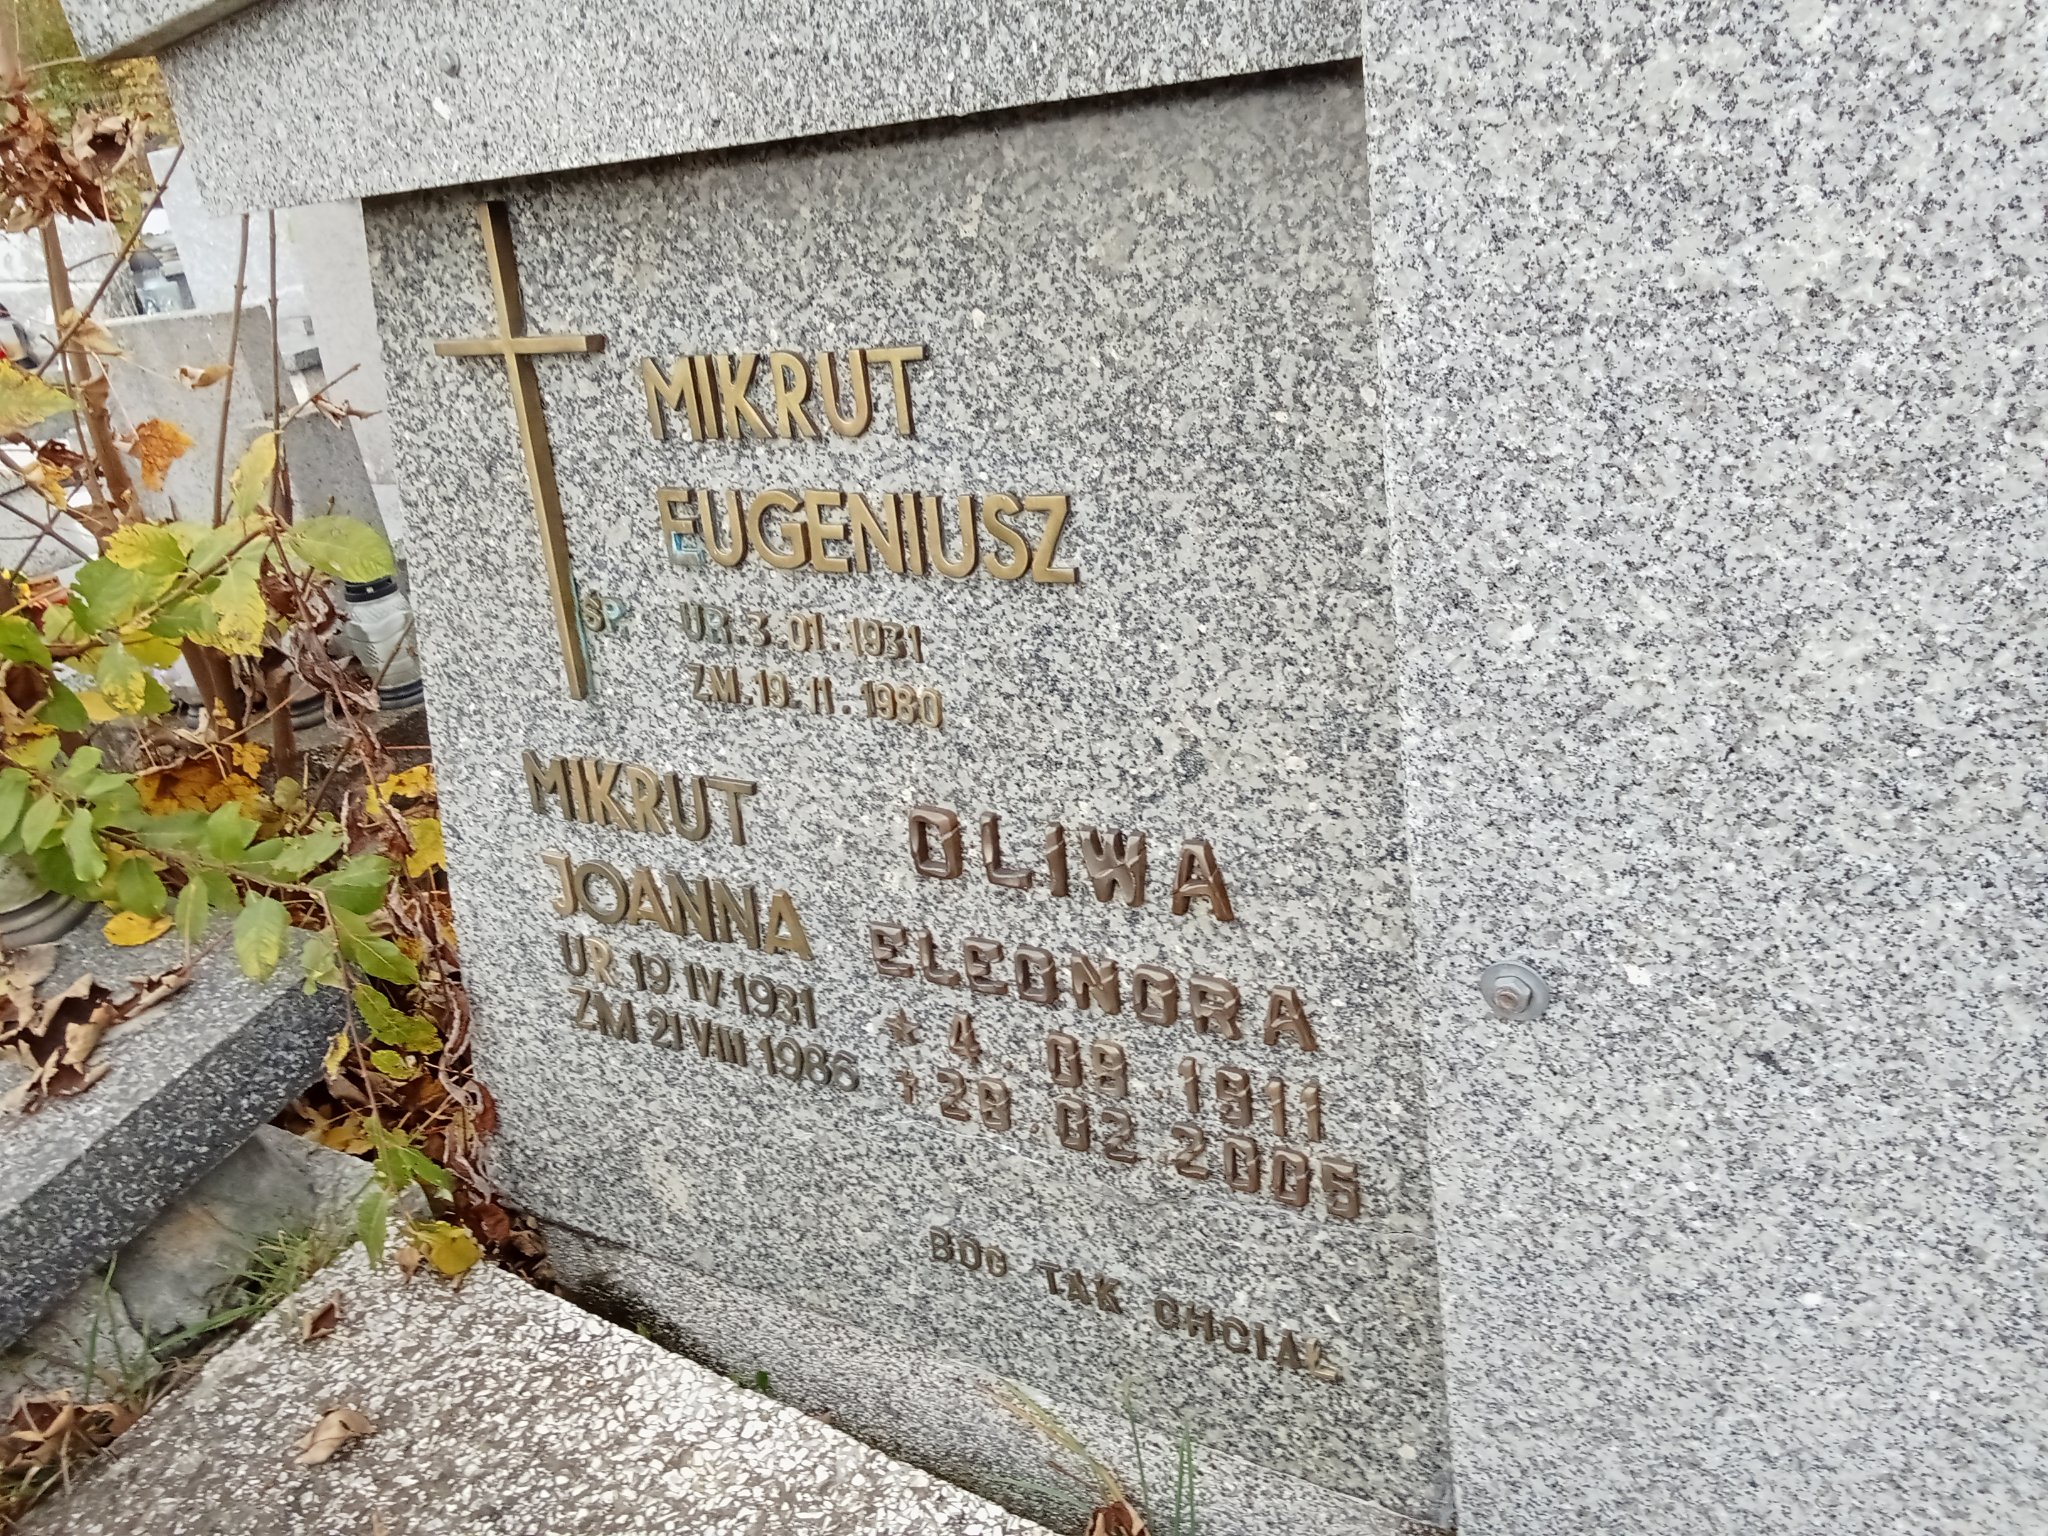 MIKRUT
EUGENIUSZ
ŚP. UR. 3. 01. 1931
ZM. 19. 11. 1980
MIKRUT
JOANNA
UR 19 IV 1931
ZM 21 VIII 1986
OLIWA
ELEONORA
★ 4. 09. 1911
† 28. 02. 2005
BÓG TAK CHCIAŁ